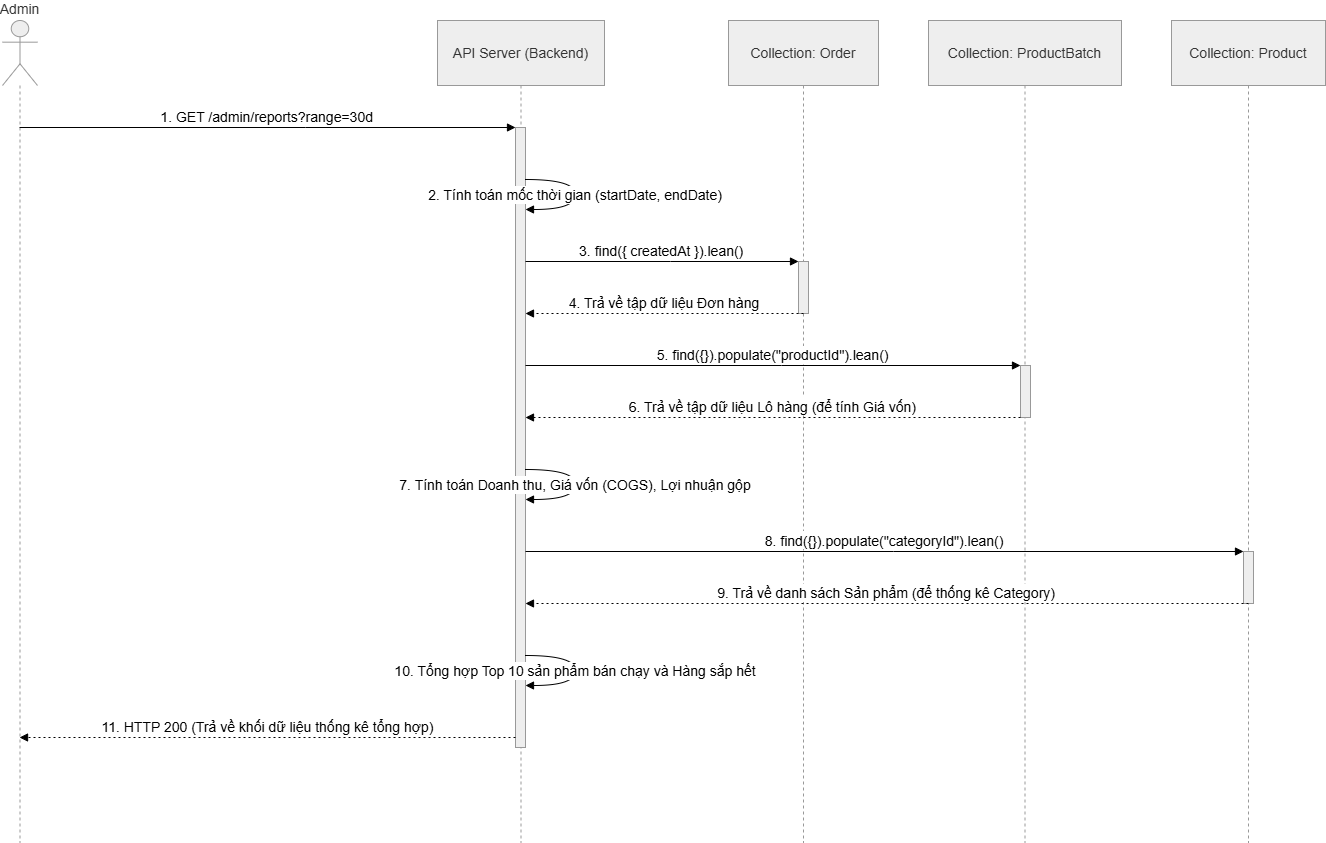 Admin
API Server (Backend)
Collection: Order
Collection: ProductBatch
Collection: Product
1. GET /admin/reports?range=30d
2. Tính toán mốc thời gian (startDate, endDate)
3. find({ createdAt }).lean()
4. Trả về tập dữ liệu Đơn hàng
5. find({}).populate("productId").lean()
6. Trả về tập dữ liệu Lô hàng (để tính Giá vốn)
7. Tính toán Doanh thu, Giá vốn (COGS), Lợi nhuận gộp
8. find({}).populate("categoryId").lean()
9. Trả về danh sách Sản phẩm (để thống kê Category)
10. Tổng hợp Top 10 sản phẩm bán chạy và Hàng sắp hết
11. HTTP 200 (Trả về khối dữ liệu thống kê tổng hợp)